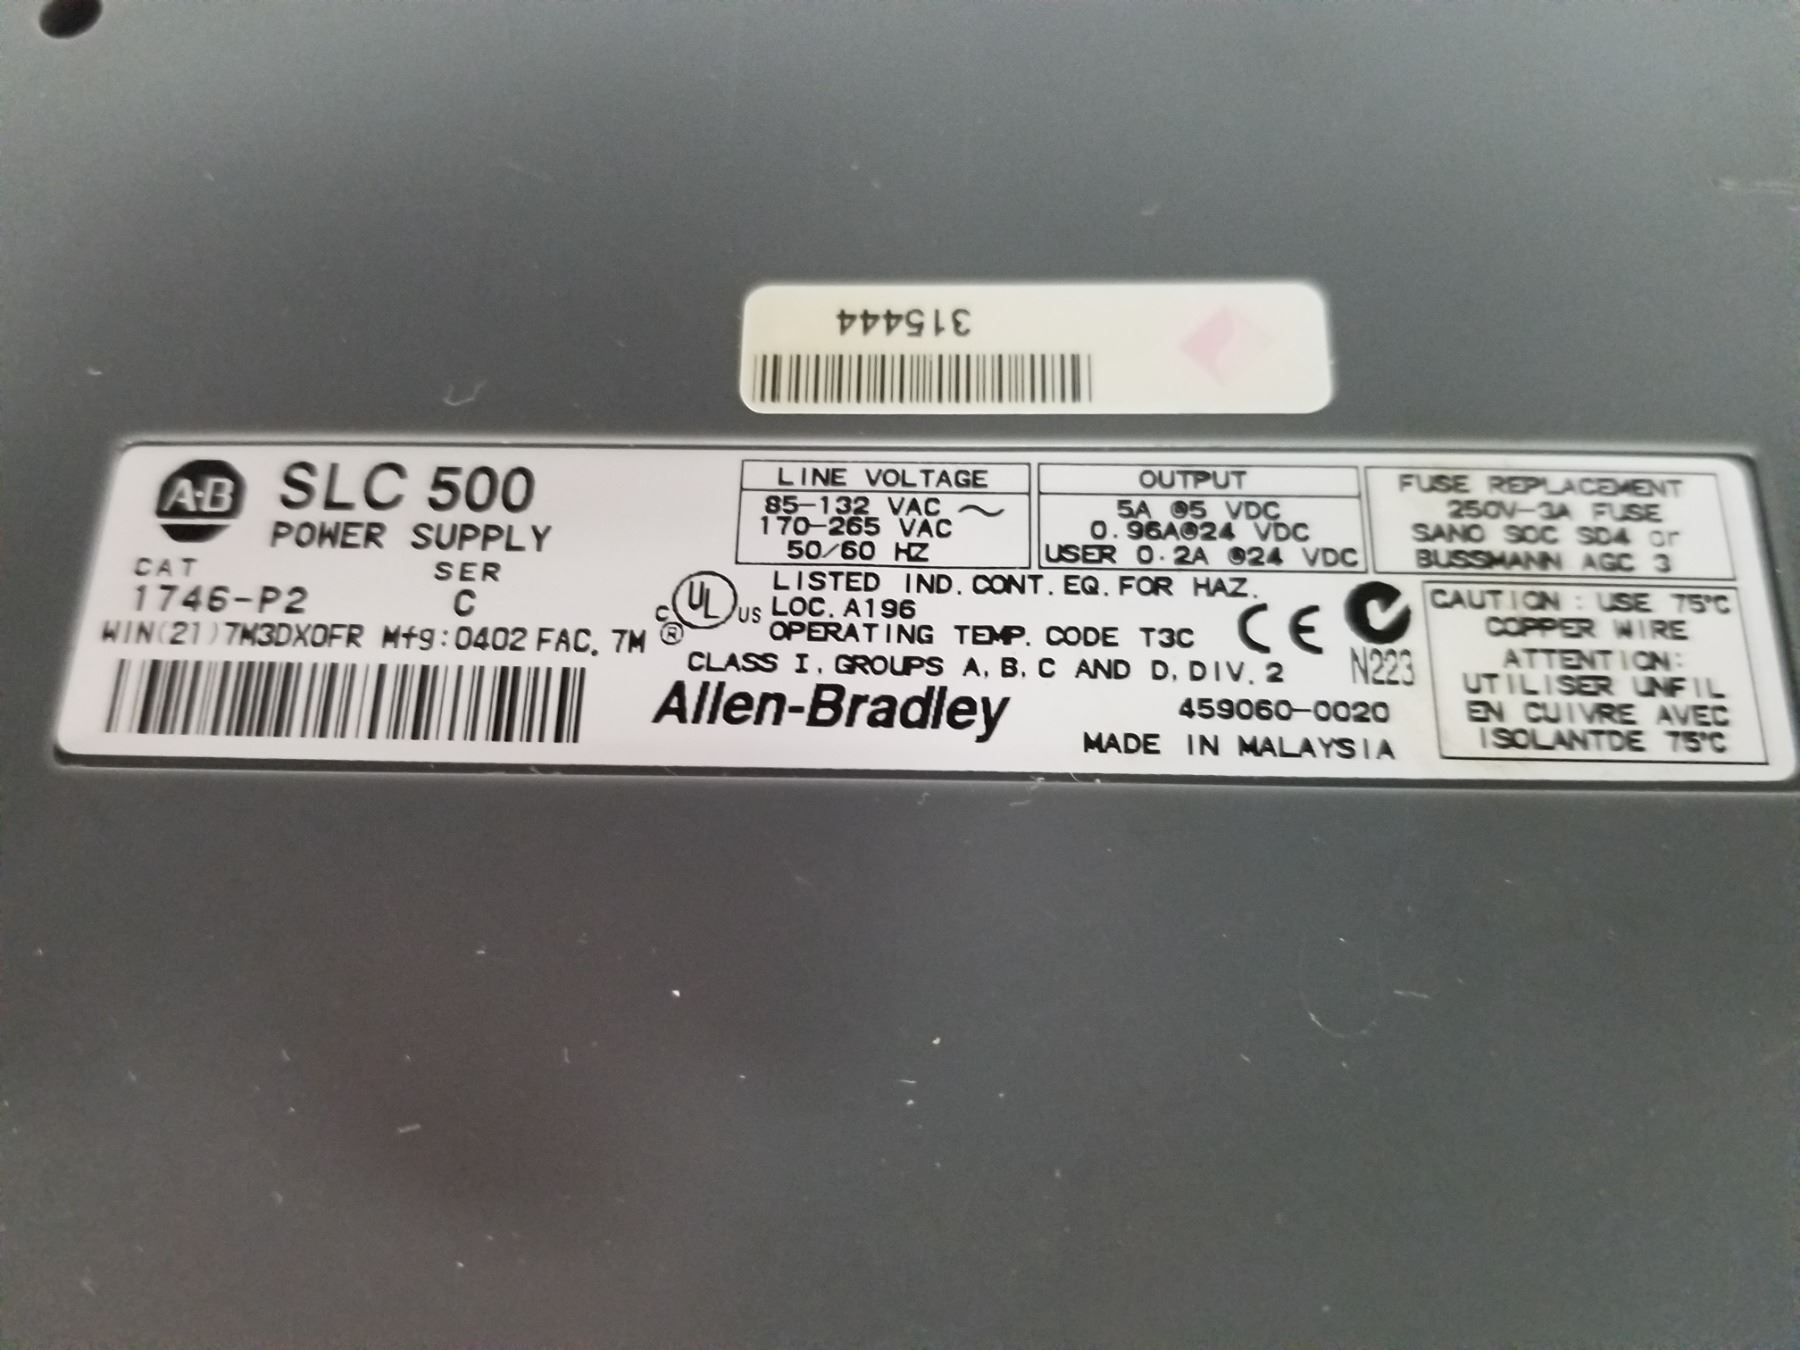 315444
A-B
SLC 500
POWER SUPPLY
CAT SER
1746-P2 C
WIN(21)7M3DX0FR Mfg:0402 FAC. 7M
LINE VOLTAGE
85-132 VAC ~
170-265 VAC
50/60 HZ
OUTPUT
5A @5 VDC
0.96A@24 VDC
USER 0.2A @24 VDC
FUSE REPLACEMENT
250V-3A FUSE
SANO SOC SD4 or
BUSSMANN AGC 3
C UL US ®
LISTED IND. CONT. EQ. FOR HAZ.
LOC. A196
OPERATING TEMP. CODE T3C
CLASS I, GROUPS A, B, C AND D, DIV. 2
CE
N223
Allen-Bradley
459060-0020
MADE IN MALAYSIA
CAUTION : USE 75°C
COPPER WIRE
ATTENTION:
UTILISER UNFIL
EN CUIVRE AVEC
ISOLANTDE 75°C